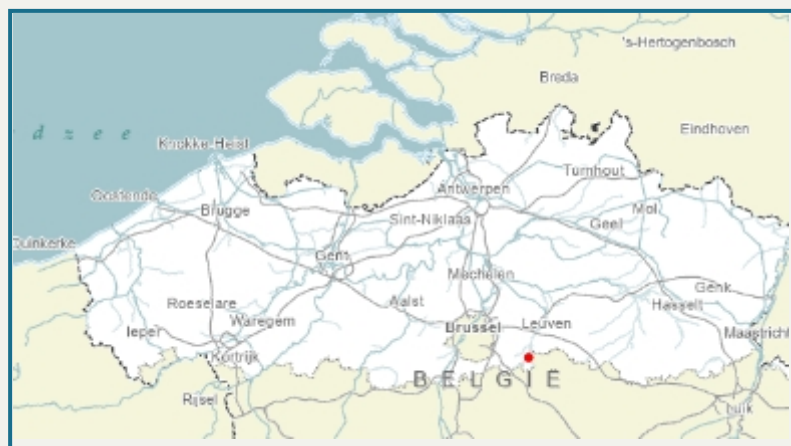 's-Hertogenbosch
Breda
dzee
Eindhoven
Knokke-Heist
Turnhout
Antwerpen
Oostende
Mol
Brugge
Sint-Niklaas
Geel
Duinkerke
Gent
Mechelen
Genk
Roeselare
Aalst
Hasselt
Waregem
Brussel
Leuven
Ieper
Maastricht
Kortrijk
BELGIË
Rijsel
Luik